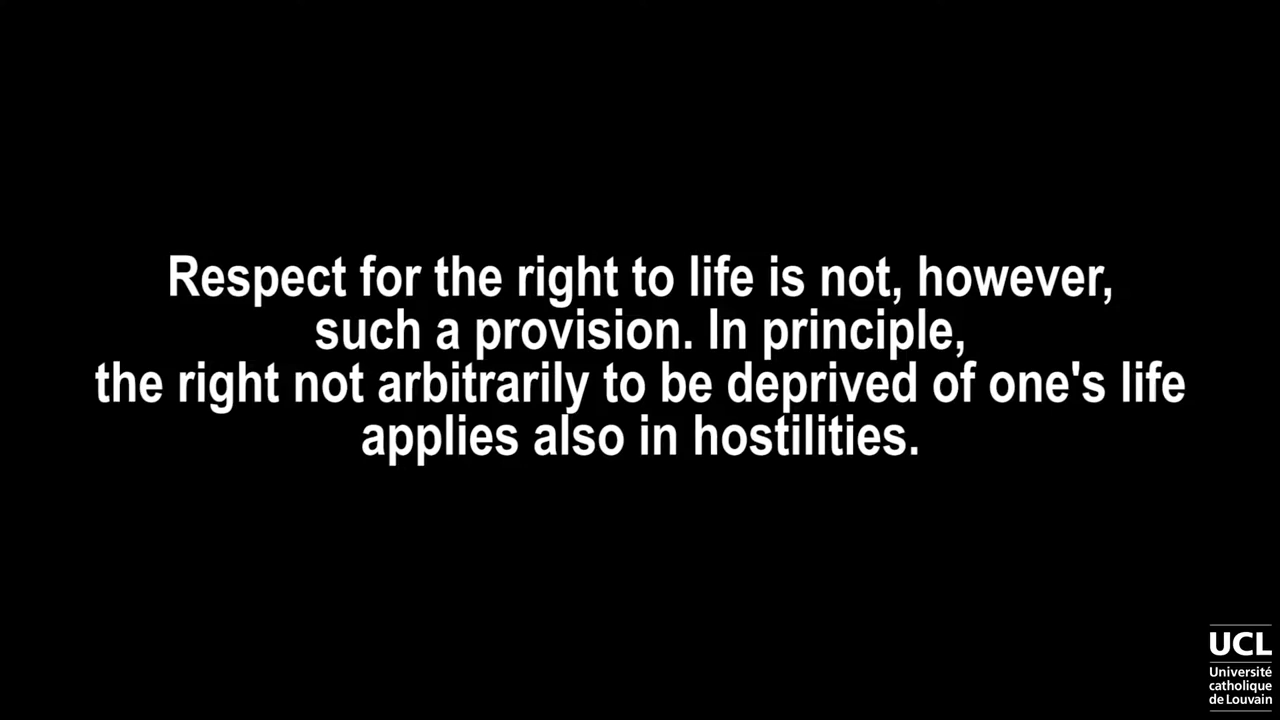 Respect for the right to life is not, however,
such a provision. In principle,
the right not arbitrarily to be deprived of one's life
applies also in hostilities.
UCL
Université
catholique
de Louvain